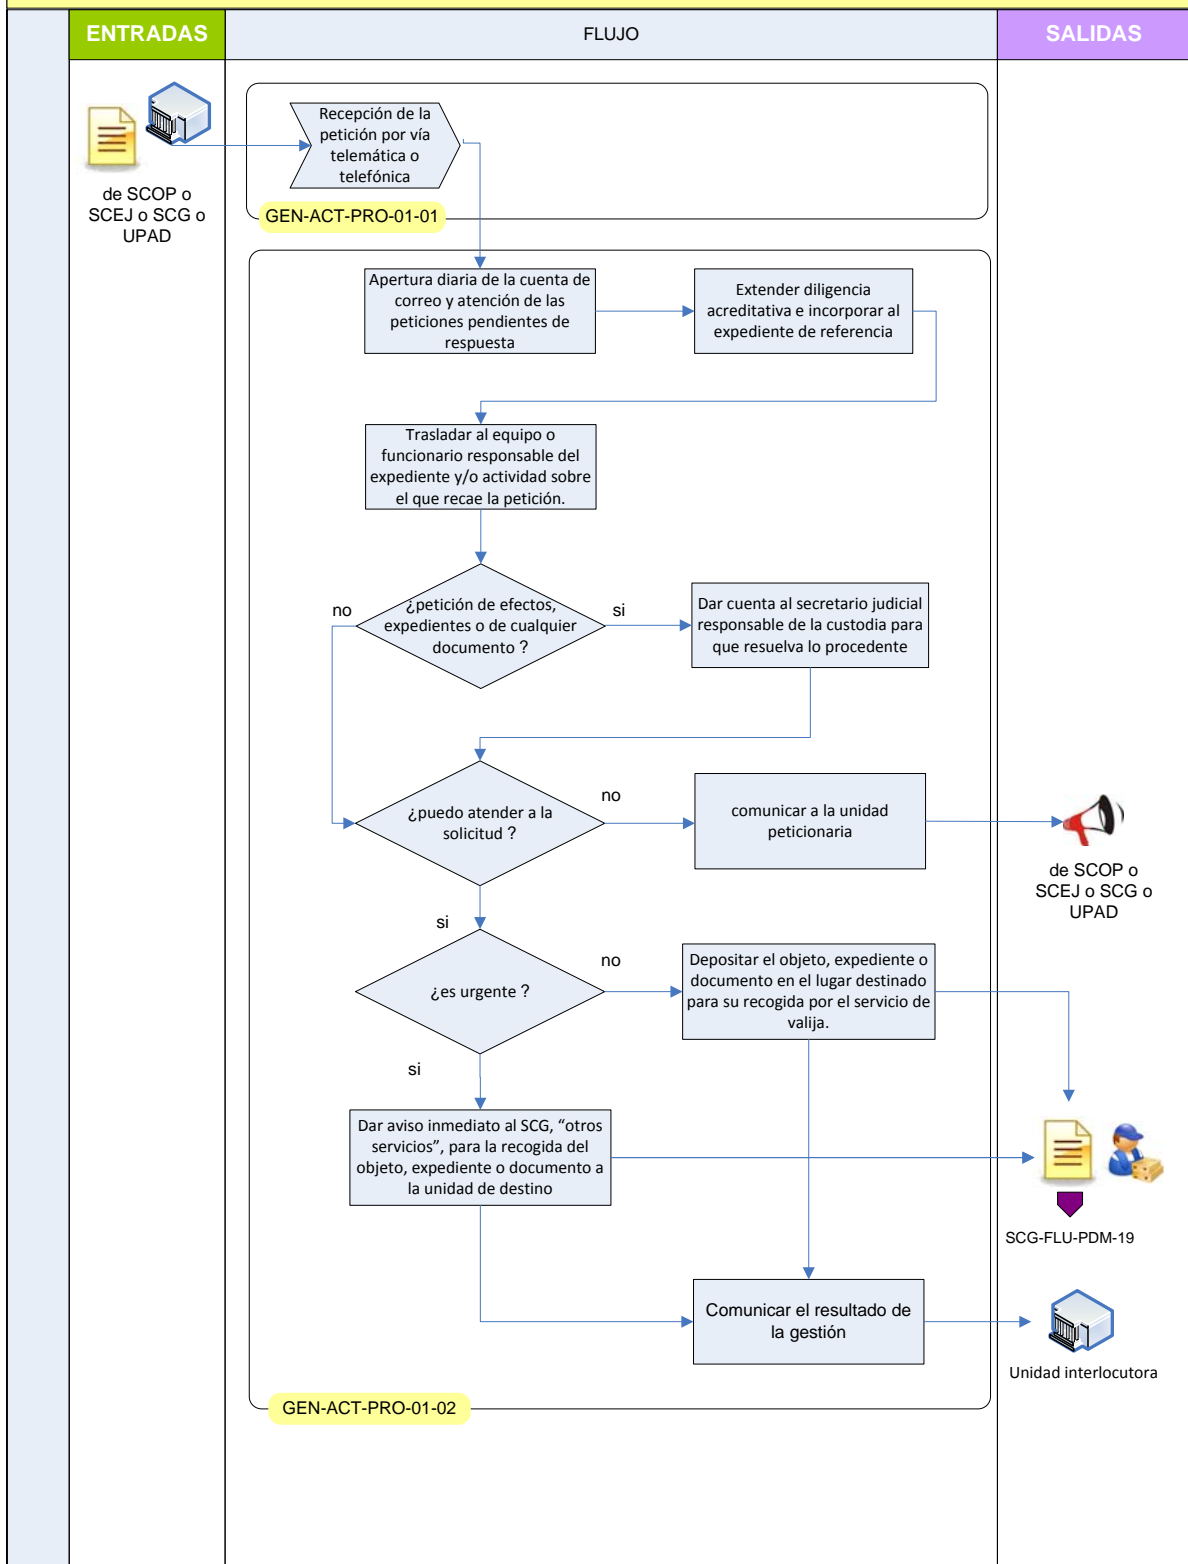 ENTRADAS
FLUJO
SALIDAS
Recepción de la
petición por vía
telemática o
telefónica
de SCOP o
SCEJ o SCG o
UPAD
GEN-ACT-PRO-01-01
Apertura diaria de la cuenta de
correo y atención de las
peticiones pendientes de
respuesta
Extender diligencia
acreditativa e incorporar al
expediente de referencia
Trasladar al equipo o
funcionario responsable del
expediente y/o actividad sobre
el que recae la petición.
no
¿petición de efectos,
expedientes o de cualquier
documento ?
si
Dar cuenta al secretario judicial
responsable de la custodia para
que resuelva lo procedente
¿puedo atender a la
solicitud ?
no
comunicar a la unidad
peticionaria
de SCOP o
SCEJ o SCG o
UPAD
si
¿es urgente ?
no
Depositar el objeto, expediente o
documento en el lugar destinado
para su recogida por el servicio de
valija.
si
Dar aviso inmediato al SCG, “otros
servicios”, para la recogida del
objeto, expediente o documento a
la unidad de destino
SCG-FLU-PDM-19
Comunicar el resultado de
la gestión
Unidad interlocutora
GEN-ACT-PRO-01-02